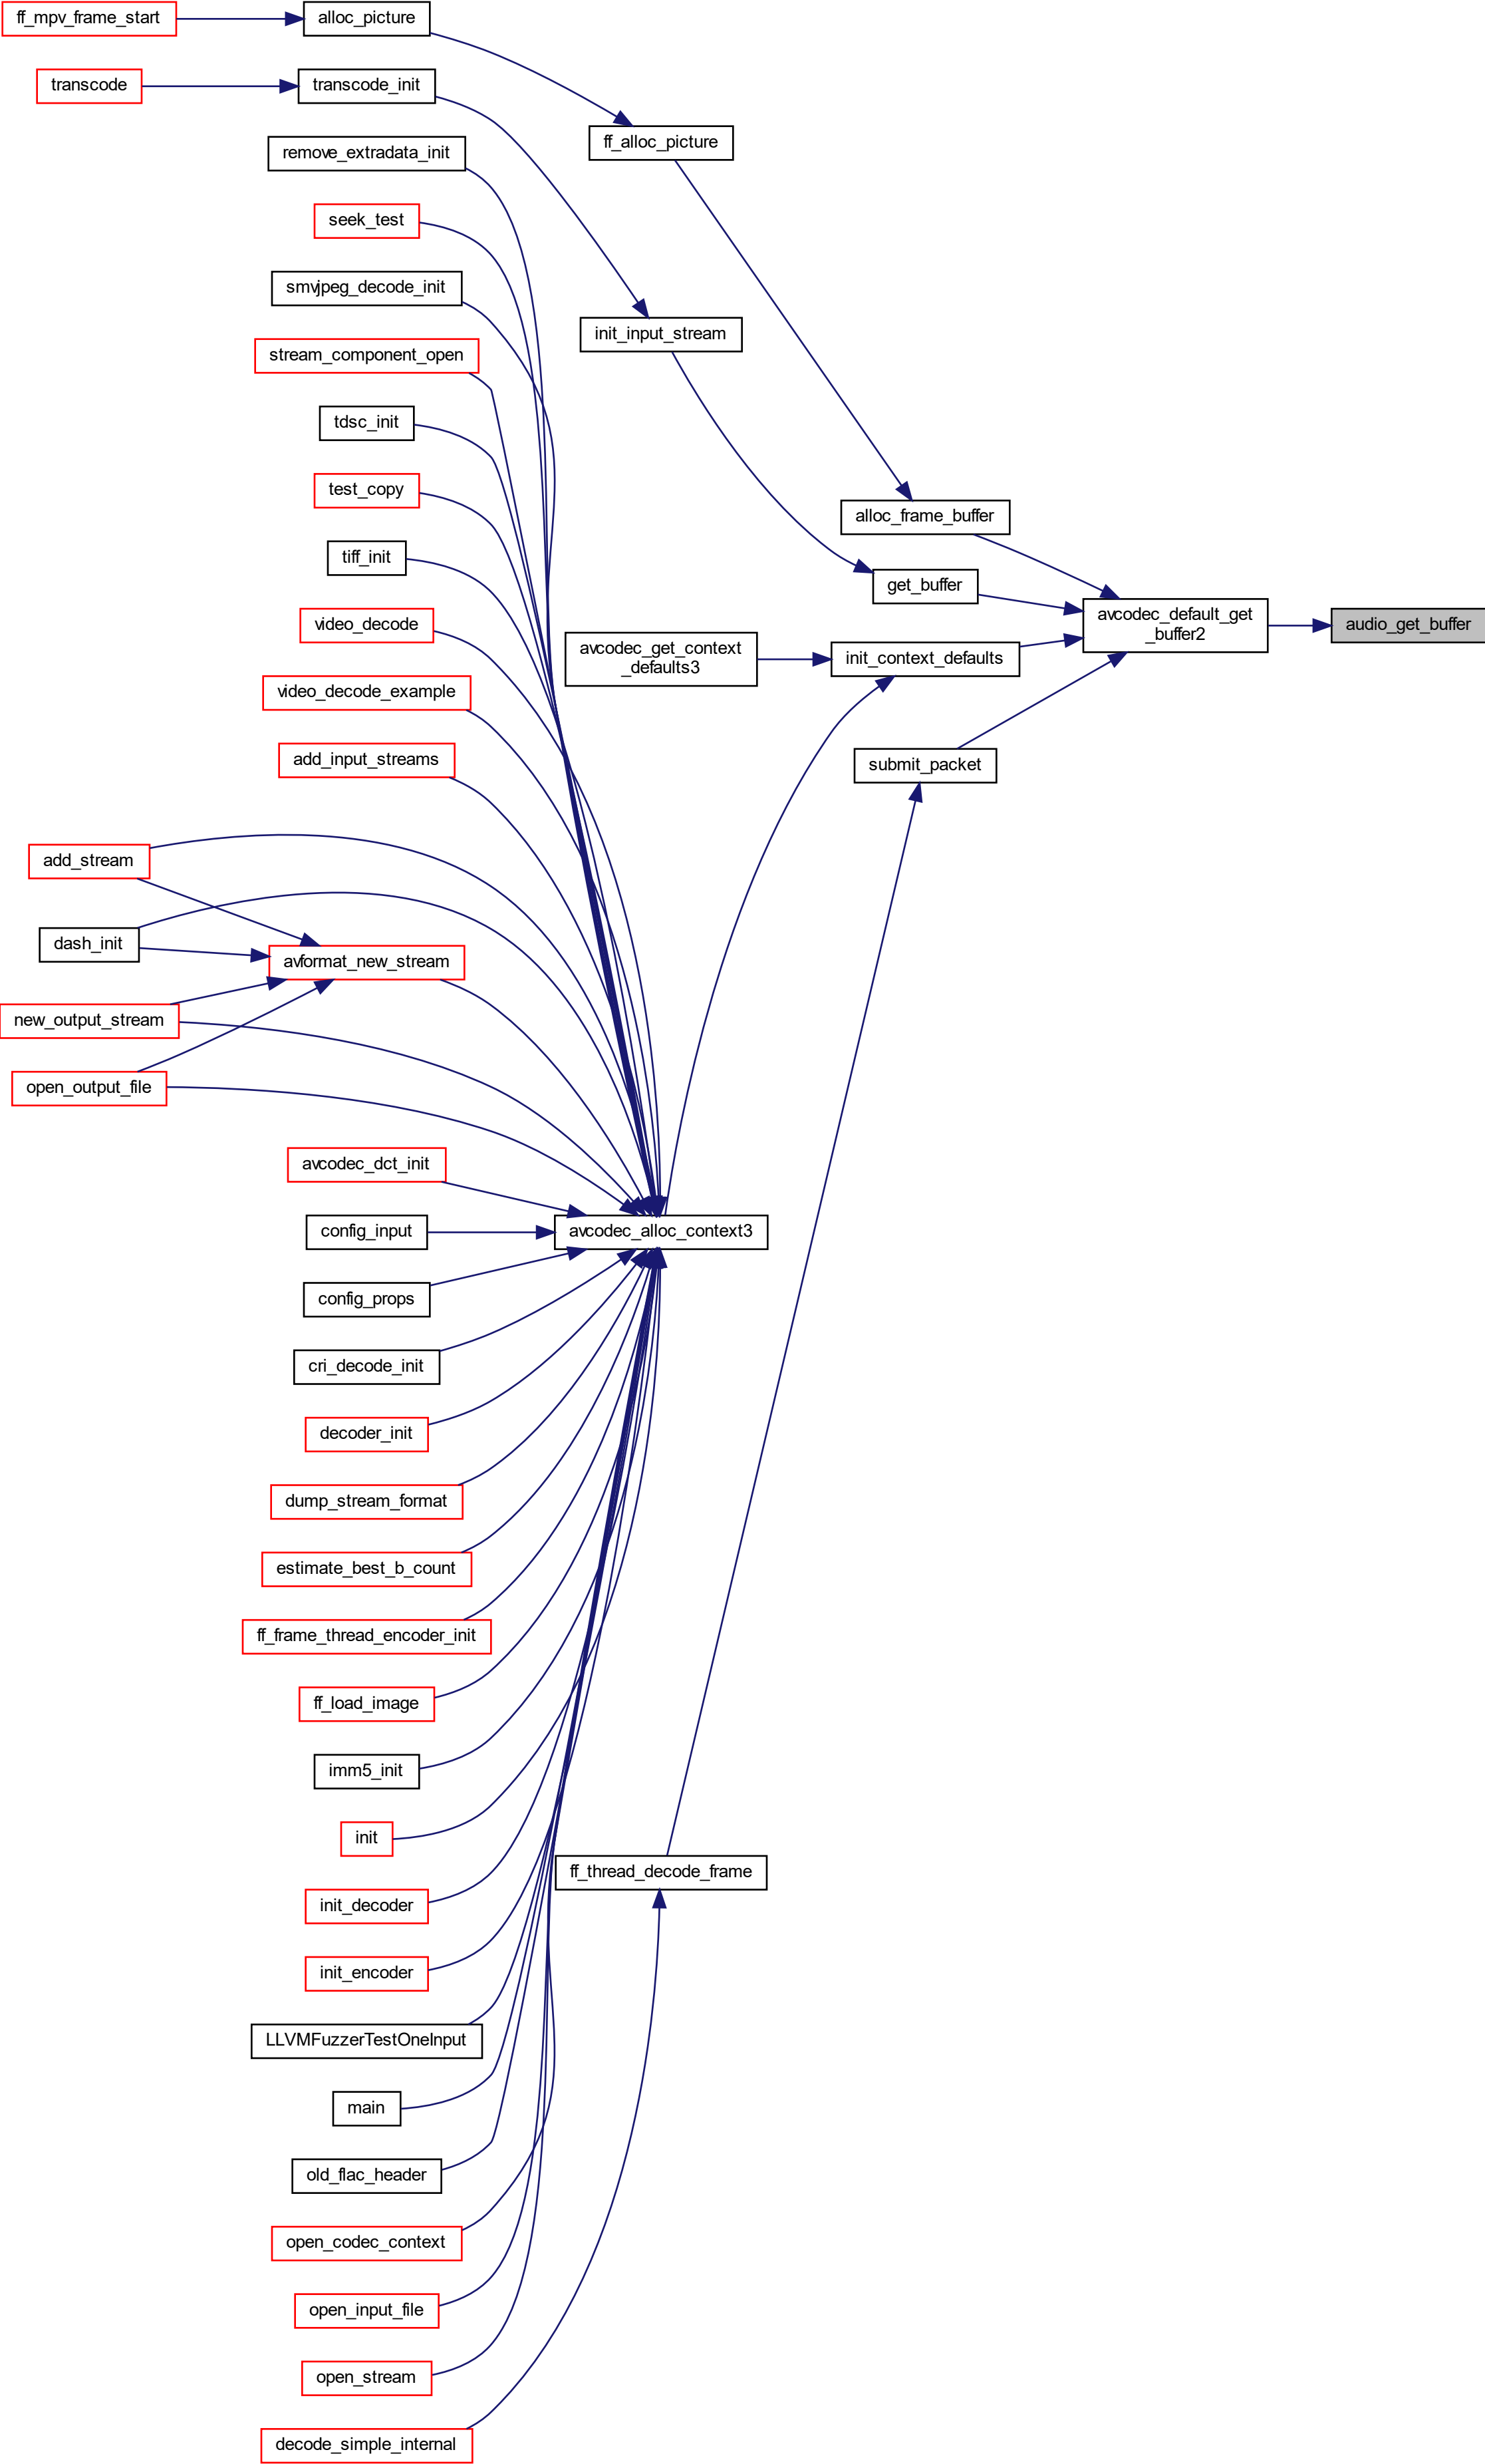 ff_mpv_frame_start
alloc_picture
transcode
transcode_init
ff_alloc_picture
remove_extradata_init
seek_test
smvjpeg_decode_init
init_input_stream
stream_component_open
tdsc_init
test_copy
alloc_frame_buffer
tiff_init
get_buffer
video_decode
avcodec_default_get
_buffer2
audio_get_buffer
avcodec_get_context
_defaults3
init_context_defaults
video_decode_example
add_input_streams
submit_packet
add_stream
dash_init
avformat_new_stream
new_output_stream
open_output_file
avcodec_dct_init
config_input
avcodec_alloc_context3
config_props
cri_decode_init
decoder_init
dump_stream_format
estimate_best_b_count
ff_frame_thread_encoder_init
ff_load_image
imm5_init
init
ff_thread_decode_frame
init_decoder
init_encoder
LLVMFuzzerTestOneInput
main
old_flac_header
open_codec_context
open_input_file
open_stream
decode_simple_internal